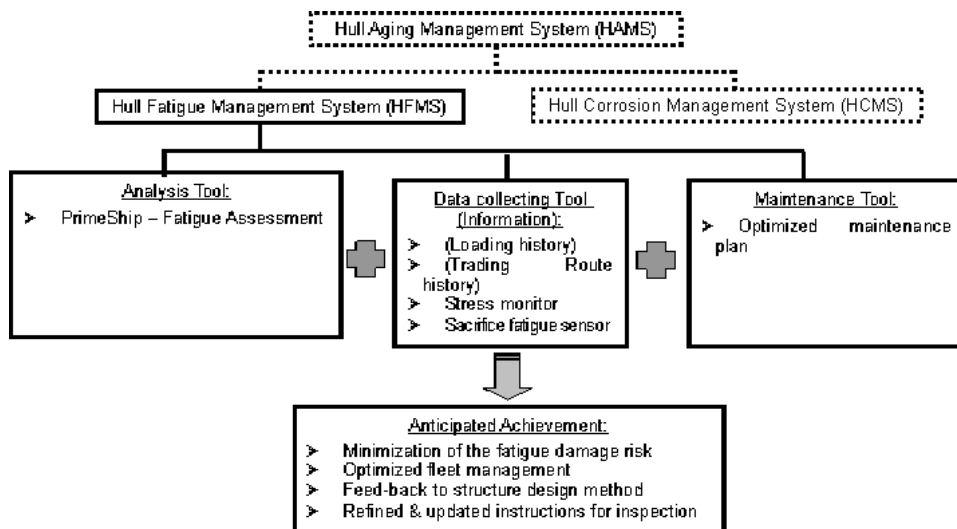 Hull Aging Management System (HAMS)
Hull Fatigue Management System (HFMS)
Hull Corrosion Management System (HCMS)
Analysis Tool:
➤ PrimeShip – Fatigue Assessment
Data collecting Tool
(Information):
➤ (Loading history)
➤ (Trading Route
history)
➤ Stress monitor
➤ Sacrifice fatigue sensor
Maintenance Tool:
➤ Optimized maintenance
plan
Anticipated Achievement:
➤ Minimization of the fatigue damage risk
➤ Optimized fleet management
➤ Feed-back to structure design method
➤ Refined & updated instructions for inspection